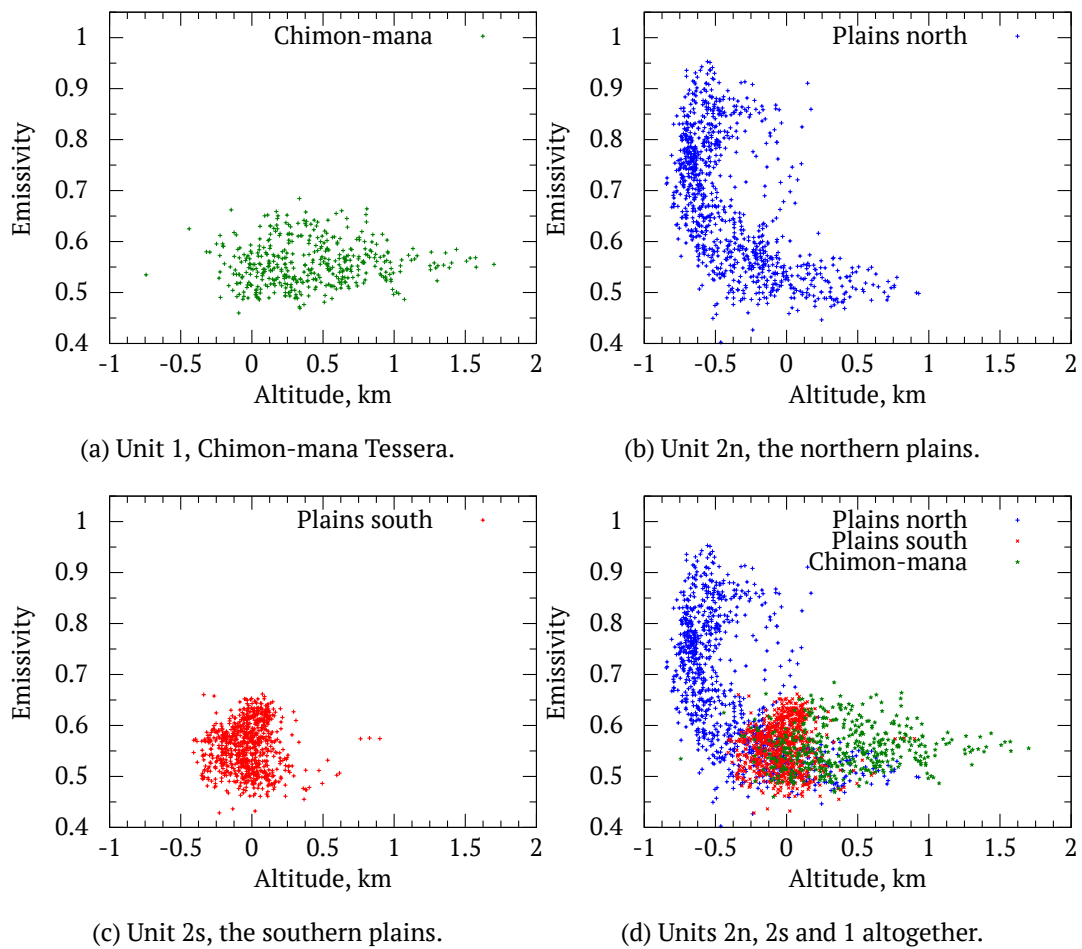 Chimon-mana
1
0.9
0.8
0.7
0.6
0.5
0.4
Emissivity
-1 -0.5 0 0.5 1 1.5 2
Altitude, km
(a) Unit 1, Chimon-mana Tessera.
Plains north
1
0.9
0.8
0.7
0.6
0.5
0.4
Emissivity
-1 -0.5 0 0.5 1 1.5 2
Altitude, km
(b) Unit 2n, the northern plains.
Plains south
1
0.9
0.8
0.7
0.6
0.5
0.4
Emissivity
-1 -0.5 0 0.5 1 1.5 2
Altitude, km
(c) Unit 2s, the southern plains.
Plains north
Plains south
Chimon-mana
1
0.9
0.8
0.7
0.6
0.5
0.4
Emissivity
-1 -0.5 0 0.5 1 1.5 2
Altitude, km
(d) Units 2n, 2s and 1 altogether.